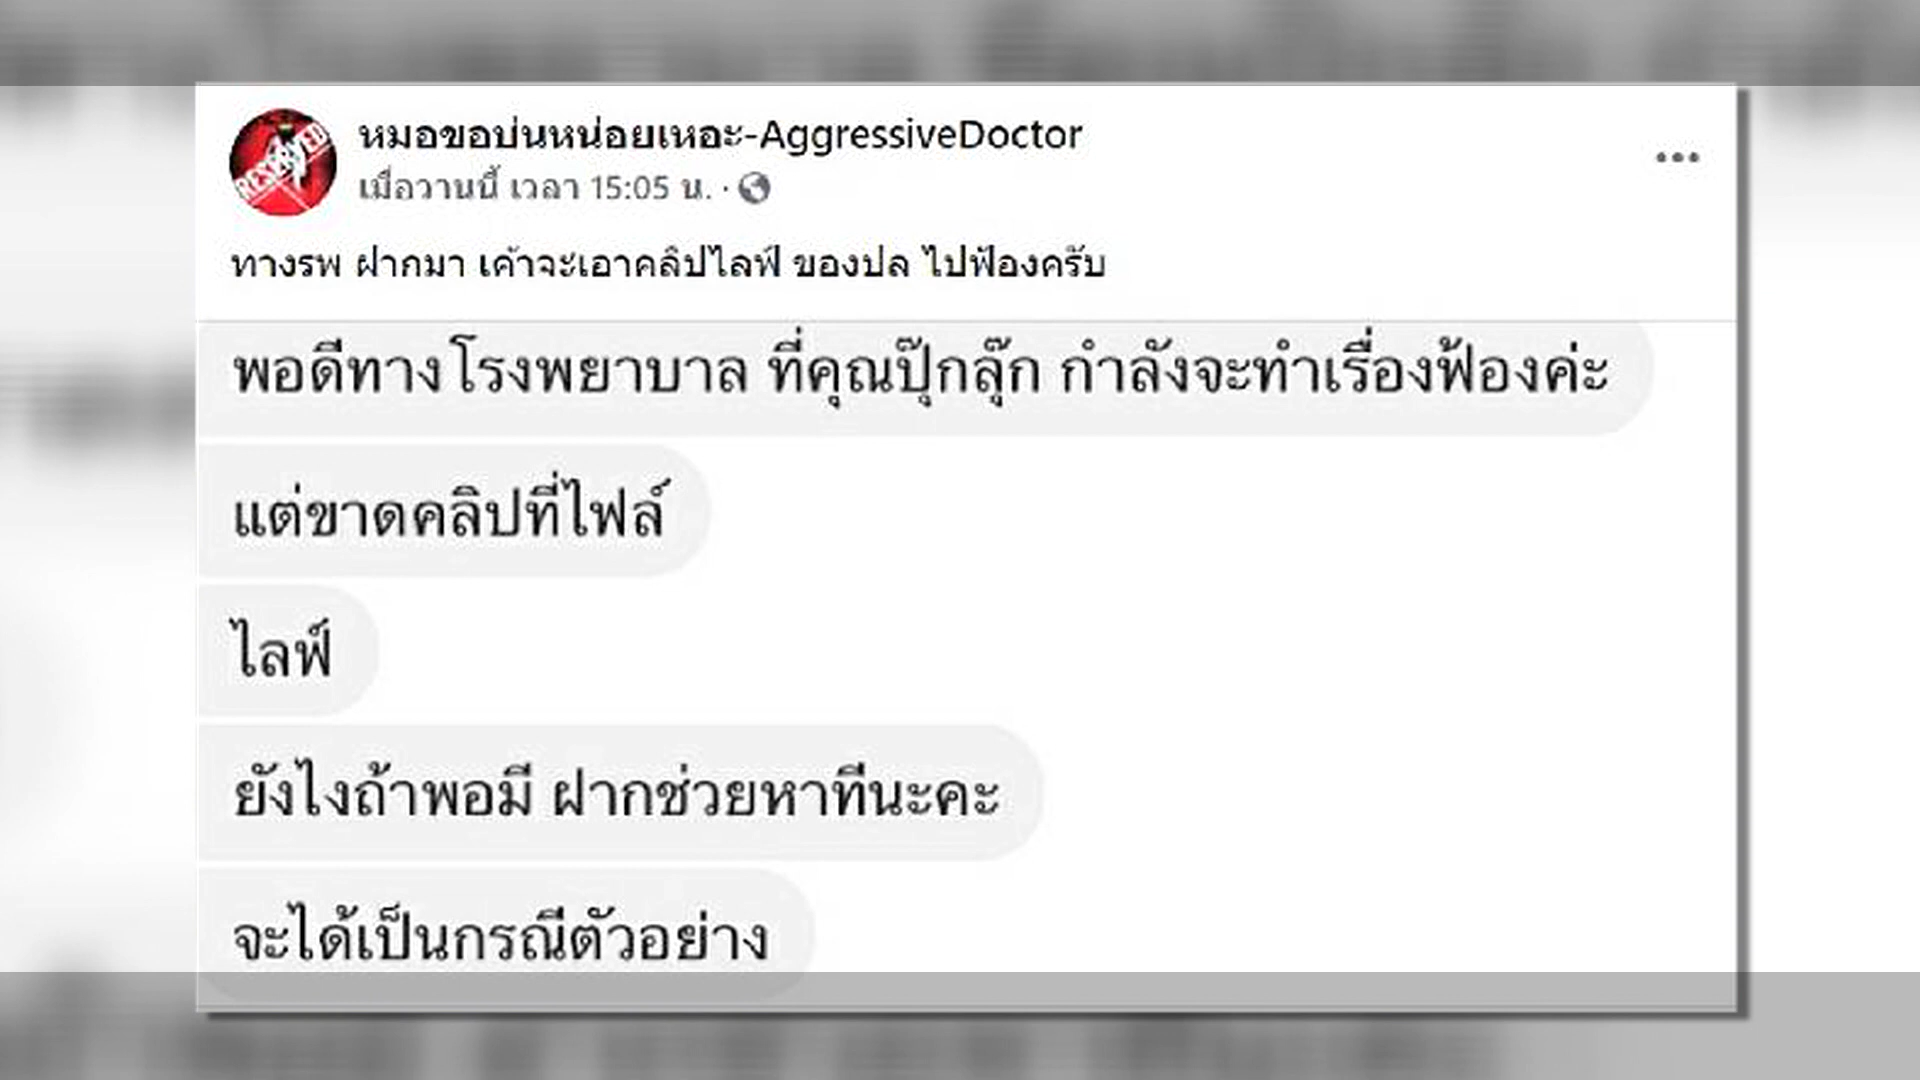 หมอขอบ่นหน่อยเหอะ-AggressiveDoctor
เมื่อวานนี้ เวลา 15:05 น. ·
ทางรพ ฝากมา เค้าจะเอาคลิปไลฟ์ ของปล ไปฟ้องครับ
พอดีทางโรงพยาบาล ที่คุณปุ๊กลุ๊ก กำลังจะทำเรื่องฟ้องค่ะ
แต่ขาดคลิปที่ไฟล์
ไลฟ์
ยังไงถ้าพอมี ฝากช่วยหาทีนะคะ
จะได้เป็นกรณีตัวอย่าง
RESERVED